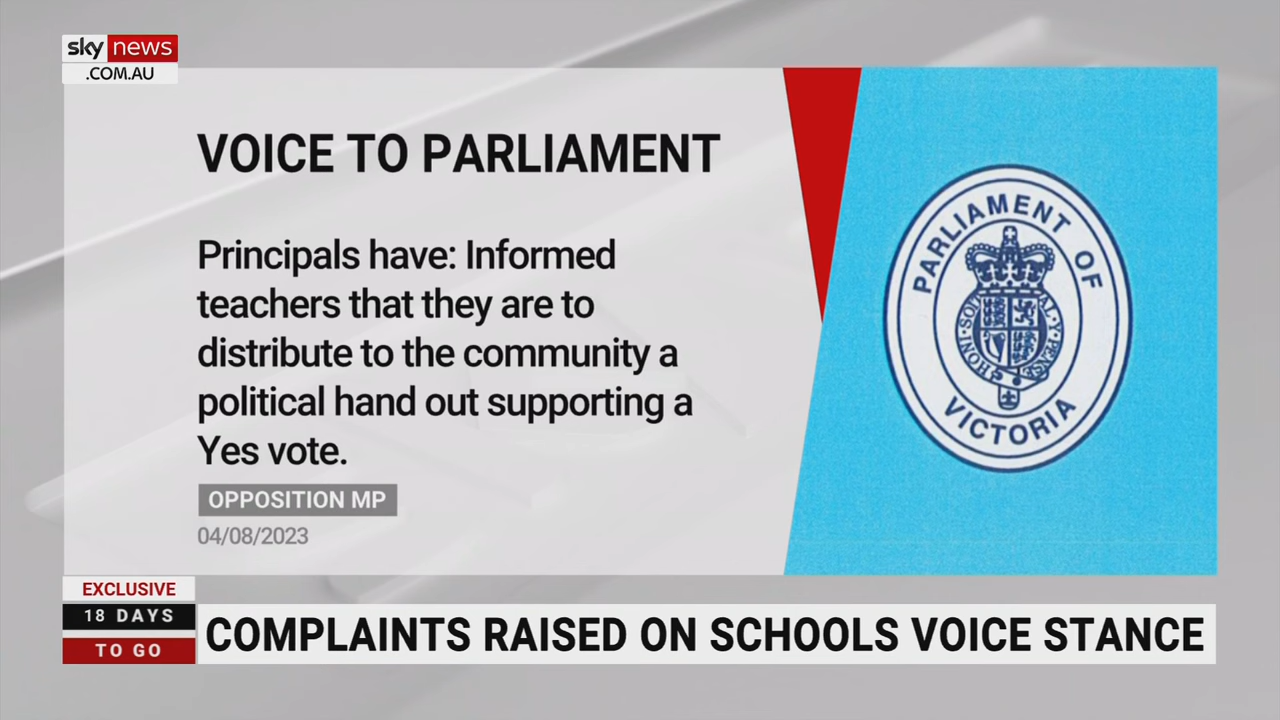 sky news
.COM.AU
VOICE TO PARLIAMENT
Principals have: Informed
teachers that they are to
distribute to the community a
political hand out supporting a
Yes vote.
OPPOSITION MP
04/08/2023
PARLIAMENT OF
VICTORIA
EXCLUSIVE
18 DAYS
TO GO
COMPLAINTS RAISED ON SCHOOLS VOICE STANCE